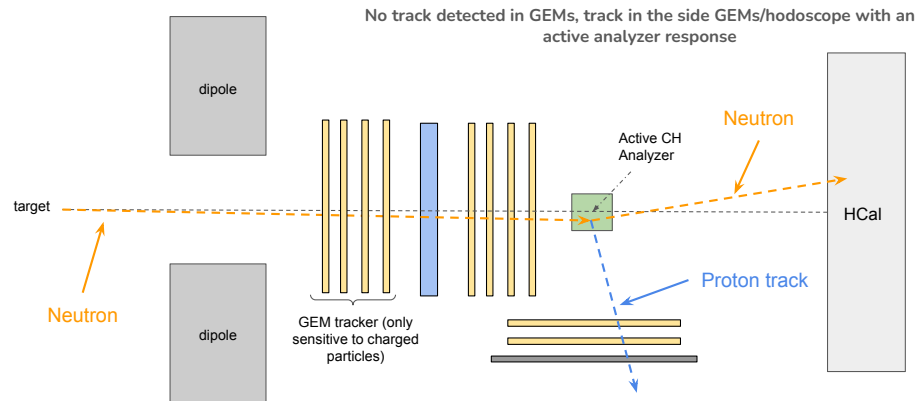 No track detected in GEMs, track in the side GEMs/hodoscope with an
active analyzer response
dipole
Active CH
Analyzer
Neutron
target
HCal
Neutron
GEM tracker (only
sensitive to charged
particles)
Proton track
dipole